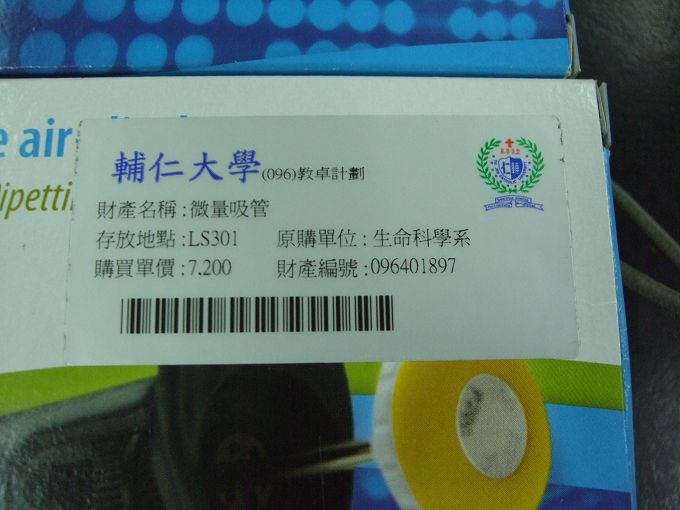 e air
ipetti
輔仁大學(096)教卓計劃
財產名稱:微量吸管
存放地點:LS301 原購單位:生命科學系
購買單價:7,200 財產編號:096401897